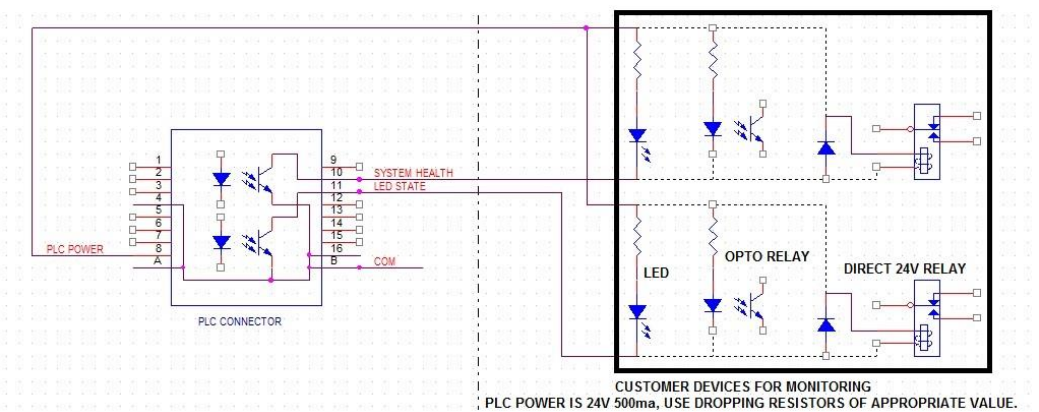 1
2
3
4
5
6
7
8
A
9
10
11
12
13
14
15
16
B
SYSTEM HEALTH
LED STATE
PLC POWER
COM
PLC CONNECTOR
LED
OPTO RELAY
DIRECT 24V RELAY
CUSTOMER DEVICES FOR MONITORING
PLC POWER IS 24V 500ma, USE DROPPING RESISTORS OF APPROPRIATE VALUE.